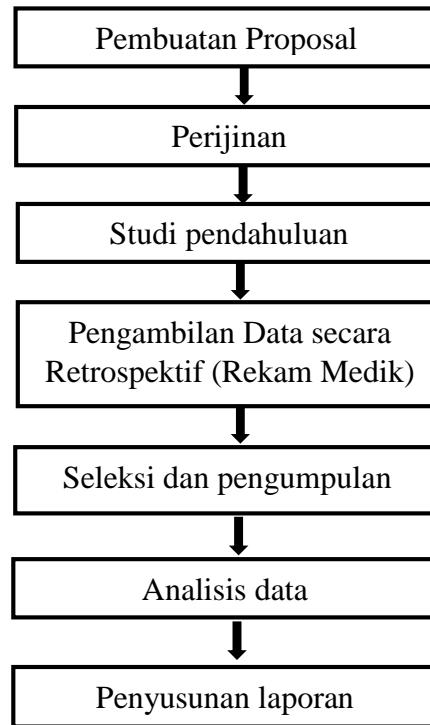 Pembuatan Proposal
Perijinan
Studi pendahuluan
Pengambilan Data secara
Retrospektif (Rekam Medik)
Seleksi dan pengumpulan
Analisis data
Penyusunan laporan